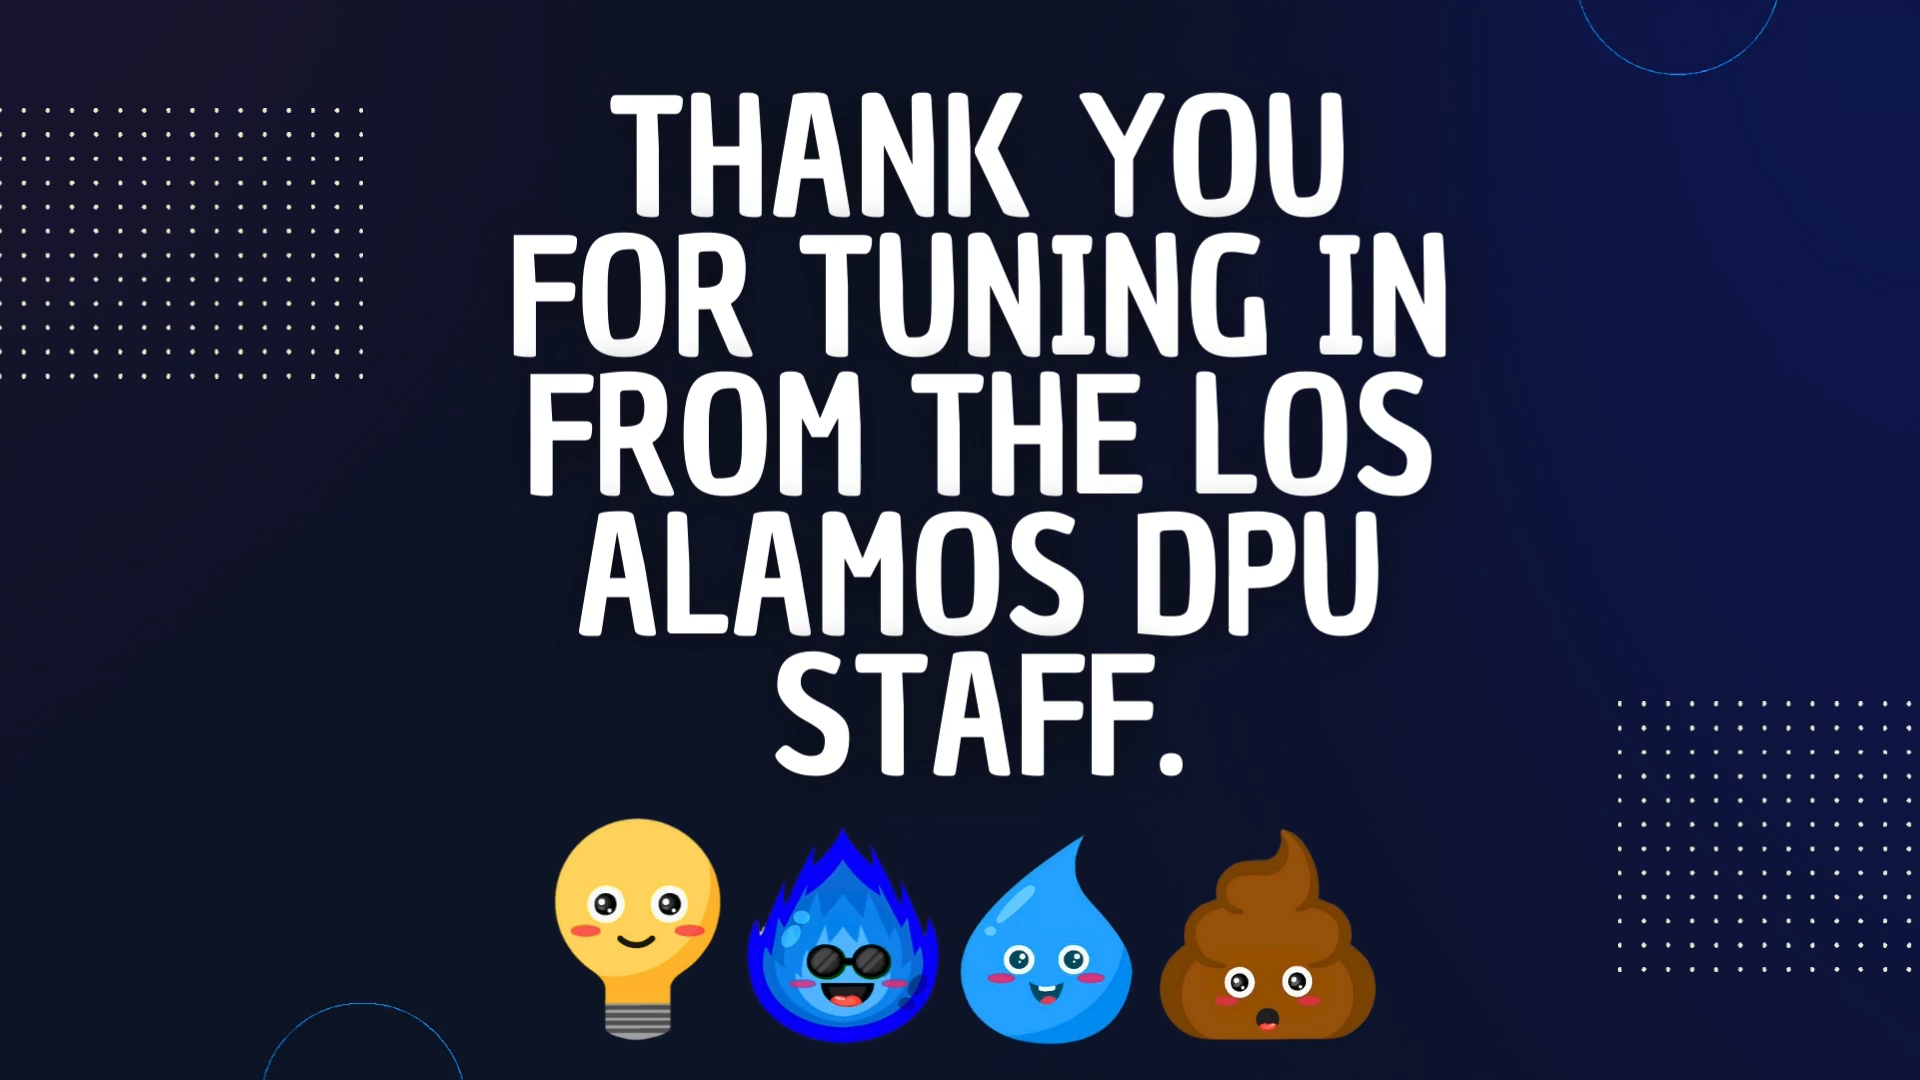 THANK YOU
FOR TUNING IN
FROM THE LOS
ALAMOS DPU
STAFF.